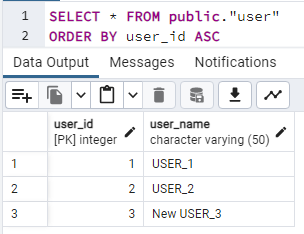 1 SELECT * FROM public."user"
2 ORDER BY user_id ASC
Data Output Messages Notifications
user_id user_name
[PK] integer character varying (50)
1 1 USER_1
2 2 USER_2
3 3 New USER_3